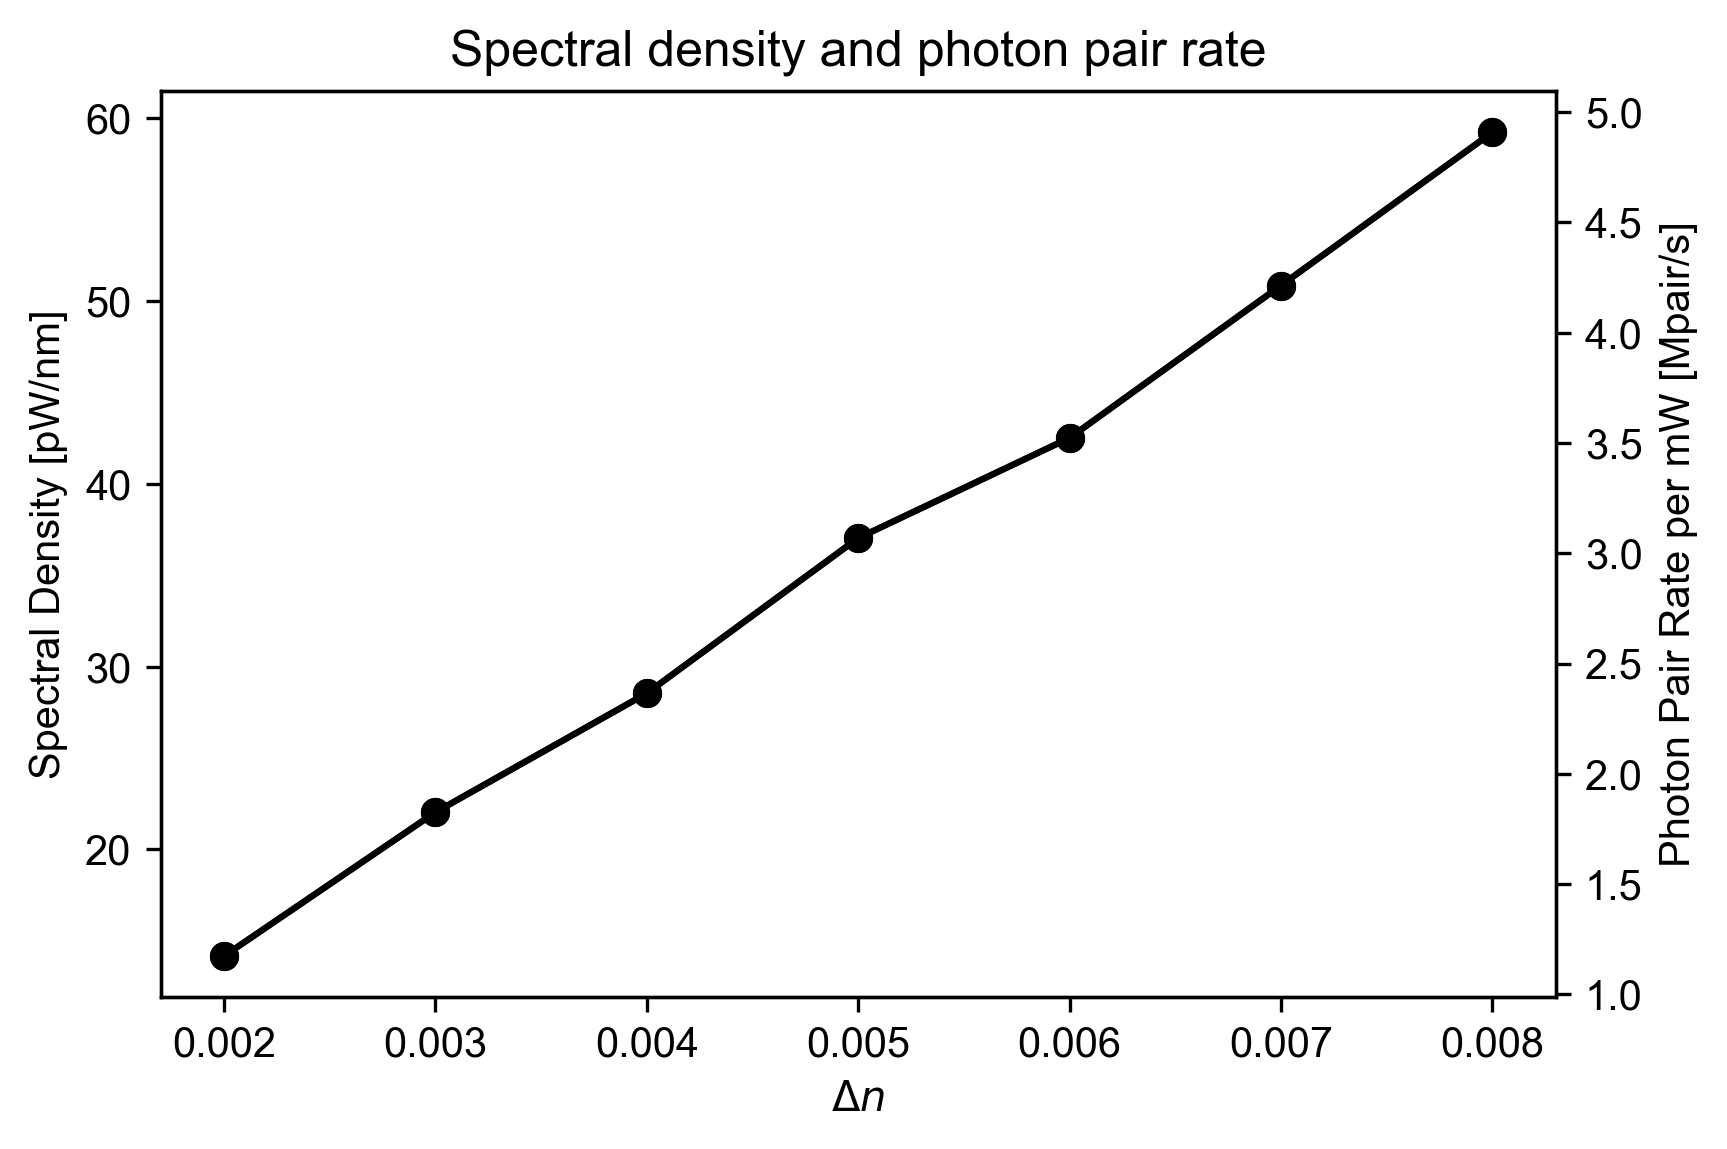 Spectral density and photon pair rate
Spectral Density [pW/nm]
60
50
40
30
20
5.0
4.5
4.0
3.5
3.0
2.5
2.0
1.5
1.0
Photon Pair Rate per mW [Mpair/s]
0.002 0.003 0.004 0.005 0.006 0.007 0.008
Δn